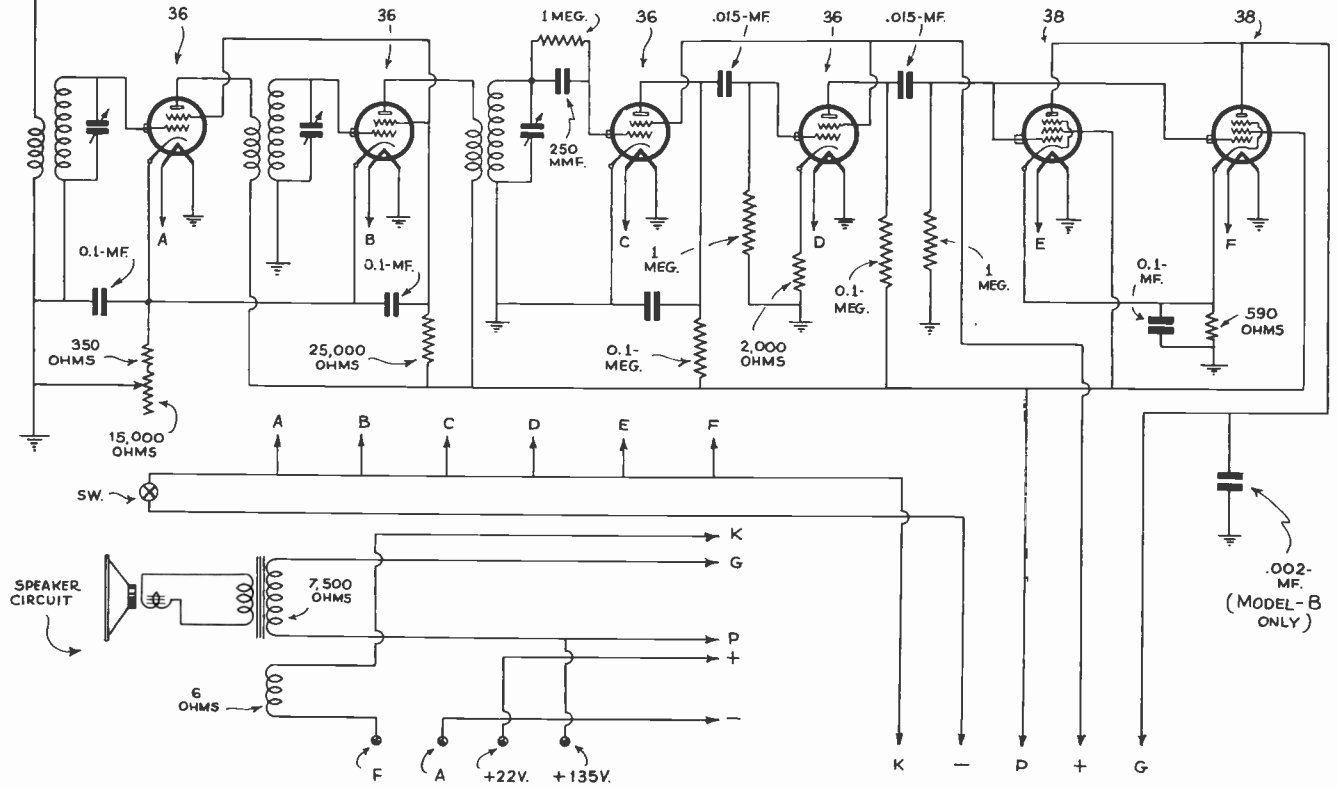 36
36
1 MEG.
36
.015-MF.
36
.015-MF.
38
38
250
MMF.
A
B
C
D
E
F
0.1-MF.
0.1-MF.
1
MEG.
0.1-
MEG.
1
MEG.
0.1-
MF.
350
OHMS
25,000
OHMS
0.1-
MEG.
2,000
OHMS
590
OHMS
15,000
OHMS
A
B
C
D
E
F
SW.
K
G
SPEAKER
CIRCUIT
7,500
OHMS
.002-
MF.
(MODEL-B
ONLY)
P
+
6
OHMS
-
F
A
+22V.
+135V.
K
-
P
+
G